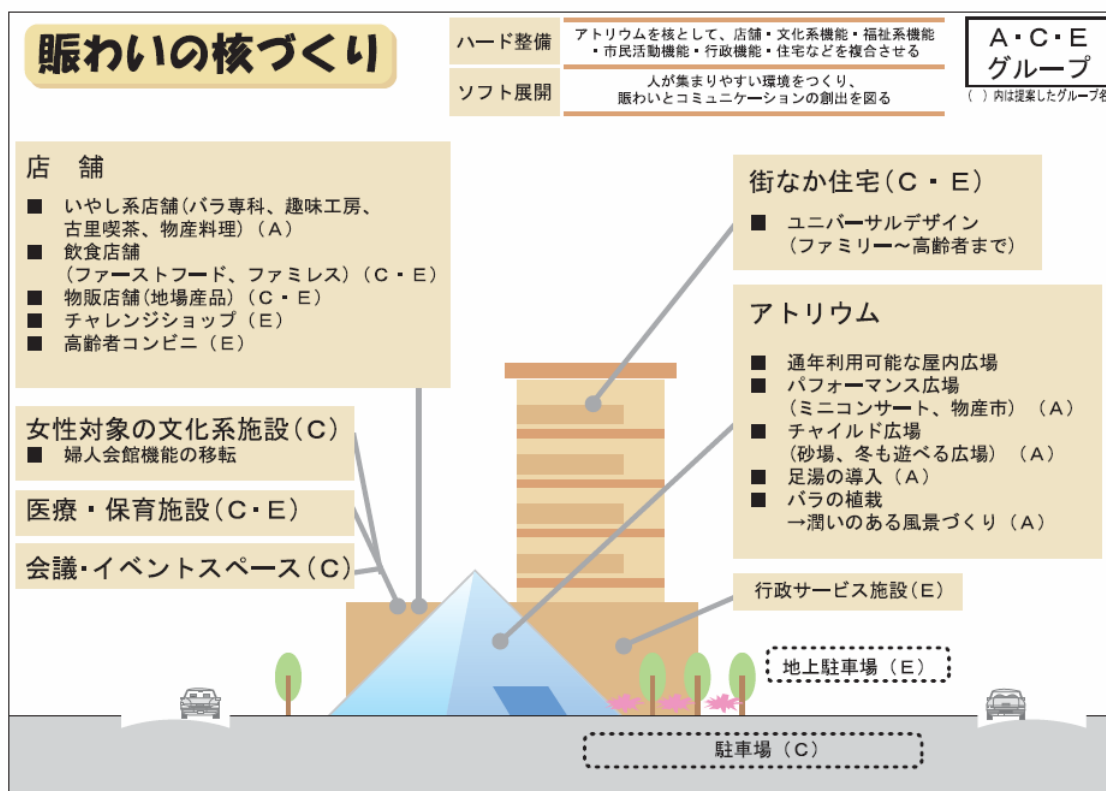 賑わいの核づくり
ハード整備
アトリウムを核として、店舗・文化系機能・福祉系機能
・市民活動機能・行政機能・住宅などを複合させる
ソフト展開
人が集まりやすい環境をつくり、
賑わいとコミュニケーションの創出を図る
A・C・E
グループ
( )内は提案したグループ名
店 舗
■ いやし系店舗(バラ専科、趣味工房、
古里喫茶、物産料理)(A)
■ 飲食店舗
(ファーストフード、ファミレス)(C・E)
■ 物販店舗(地場産品)(C・E)
■ チャレンジショップ(E)
■ 高齢者コンビニ(E)
女性対象の文化系施設(C)
■ 婦人会館機能の移転
医療・保育施設(C・E)
会議・イベントスペース(C)
街なか住宅(C・E)
■ ユニバーサルデザイン
(ファミリー~高齢者まで)
アトリウム
■ 通年利用可能な屋内広場
■ パフォーマンス広場
(ミニコンサート、物産市)(A)
■ チャイルド広場
(砂場、冬も遊べる広場)(A)
■ 足湯の導入(A)
■ バラの植栽
→潤いのある風景づくり(A)
行政サービス施設(E)
地上駐車場(E)
駐車場(C)